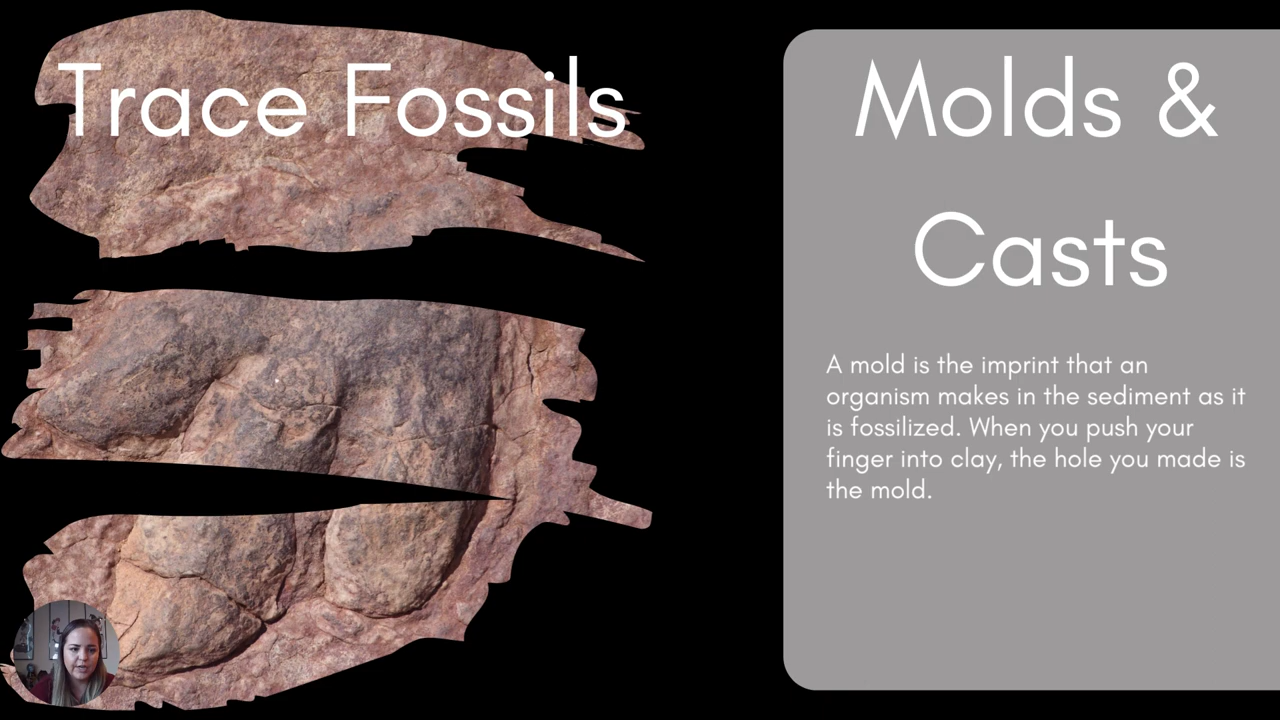 Trace Fossils
Molds &
Casts
A mold is the imprint that an
organism makes in the sediment as it
is fossilized. When you push your
finger into clay, the hole you made is
the mold.